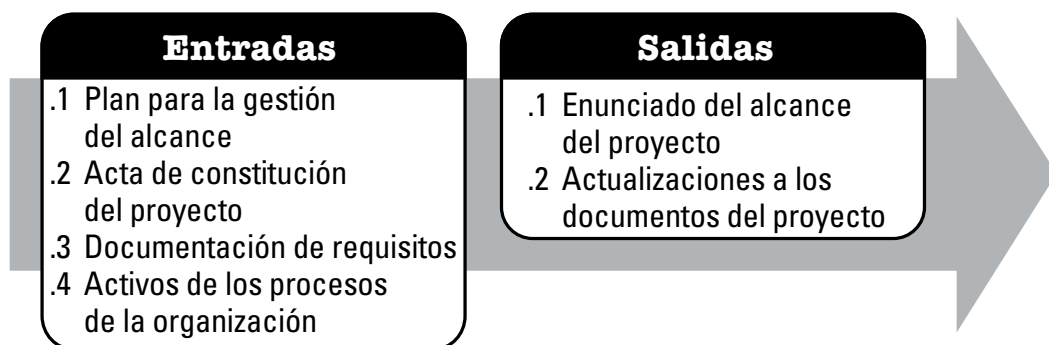 Entradas
.1 Plan para la gestión
del alcance
.2 Acta de constitución
del proyecto
.3 Documentación de requisitos
.4 Activos de los procesos
de la organización
Salidas
.1 Enunciado del alcance
del proyecto
.2 Actualizaciones a los
documentos del proyecto